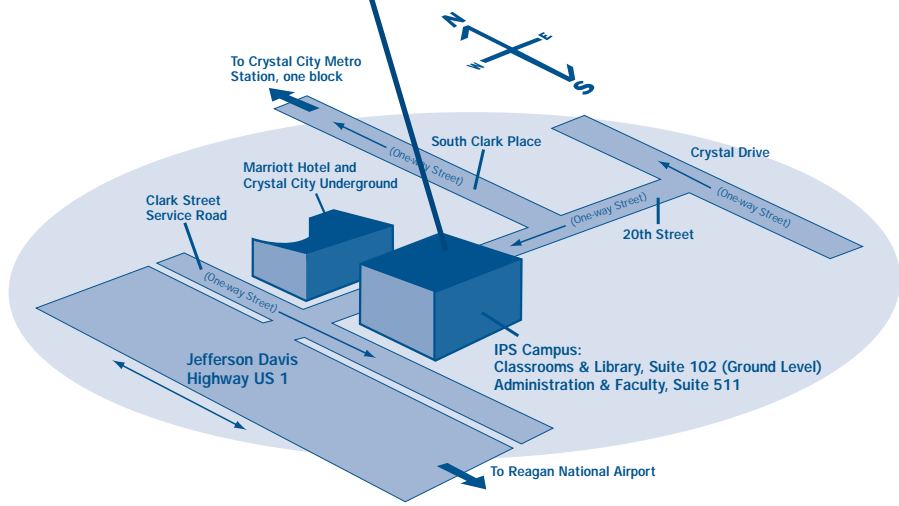 N
E
W
S
To Crystal City Metro
Station, one block
South Clark Place
(One-way Street)
Crystal Drive
(One-way Street)
Marriott Hotel and
Crystal City Underground
Clark Street
Service Road
(One-way Street)
20th Street
(One-way Street)
IPS Campus:
Classrooms & Library, Suite 102 (Ground Level)
Administration & Faculty, Suite 511
Jefferson Davis
Highway US 1
To Reagan National Airport